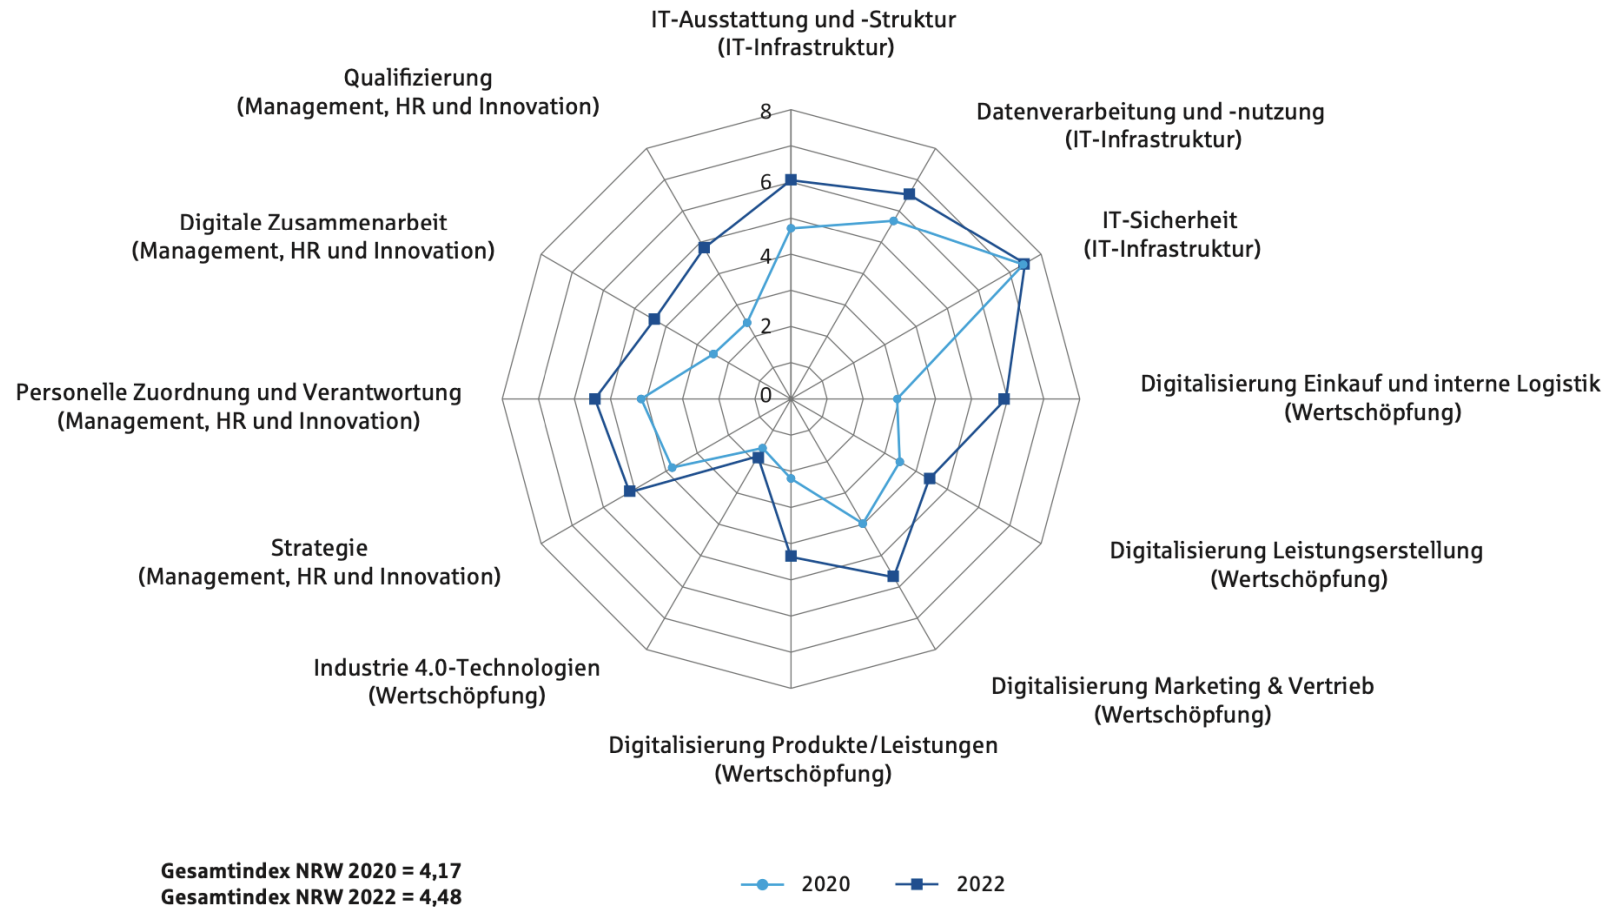 IT-Ausstattung und -Struktur
(IT-Infrastruktur)
Qualifizierung
(Management, HR und Innovation)
Datenverarbeitung und -nutzung
(IT-Infrastruktur)
8
6
4
2
0
Digitale Zusammenarbeit
(Management, HR und Innovation)
IT-Sicherheit
(IT-Infrastruktur)
Personelle Zuordnung und Verantwortung
(Management, HR und Innovation)
Digitalisierung Einkauf und interne Logistik
(Wertschöpfung)
Strategie
(Management, HR und Innovation)
Digitalisierung Leistungserstellung
(Wertschöpfung)
Industrie 4.0-Technologien
(Wertschöpfung)
Digitalisierung Marketing & Vertrieb
(Wertschöpfung)
Digitalisierung Produkte/Leistungen
(Wertschöpfung)
Gesamtindex NRW 2020 = 4,17
Gesamtindex NRW 2022 = 4,48
2020 2022